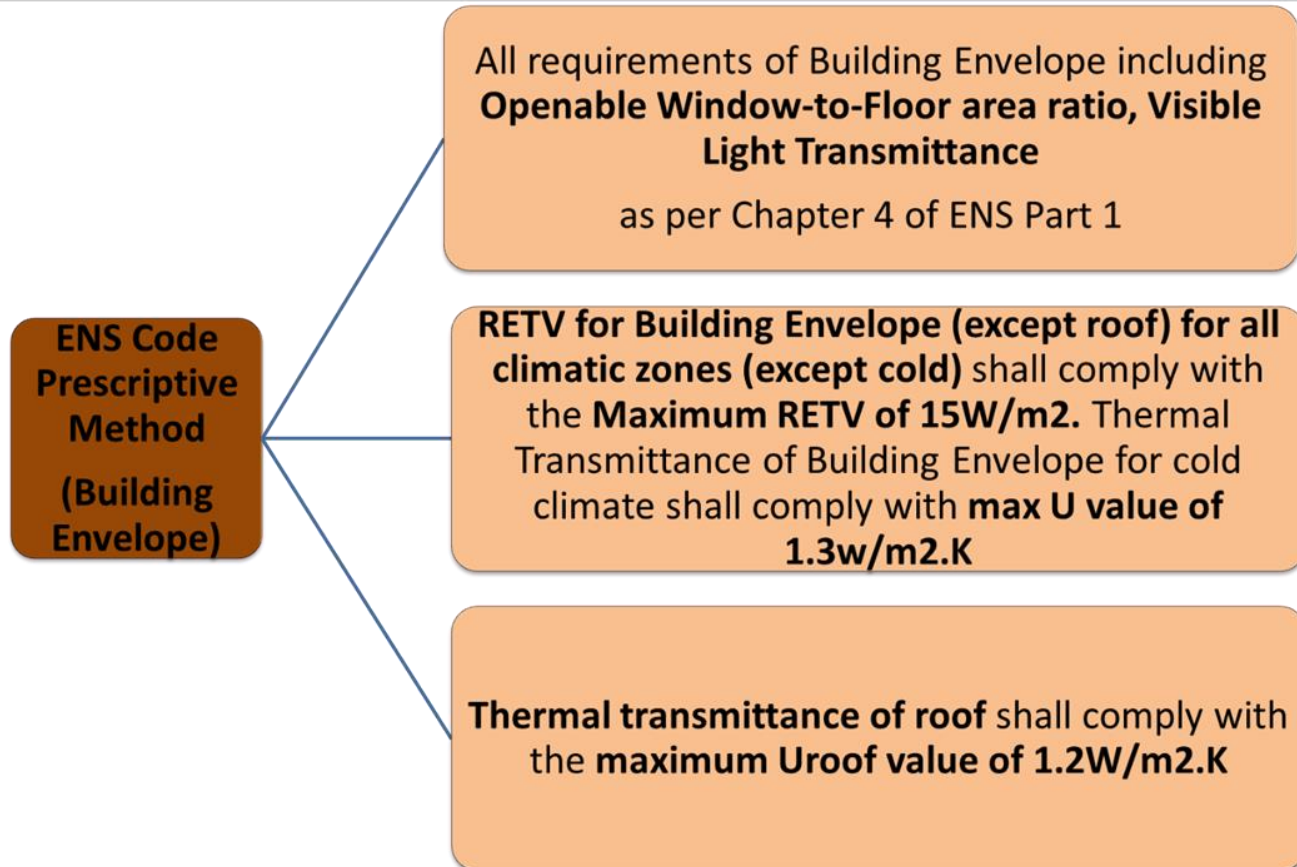 All requirements of Building Envelope including
Openable Window-to-Floor area ratio, Visible
Light Transmittance
as per Chapter 4 of ENS Part 1
ENS Code
Prescriptive
Method
(Building
Envelope)
RETV for Building Envelope (except roof) for all
climatic zones (except cold) shall comply with
the Maximum RETV of 15W/m2. Thermal
Transmittance of Building Envelope for cold
climate shall comply with max U value of
1.3w/m2.K
Thermal transmittance of roof shall comply with
the maximum Uroof value of 1.2W/m2.K